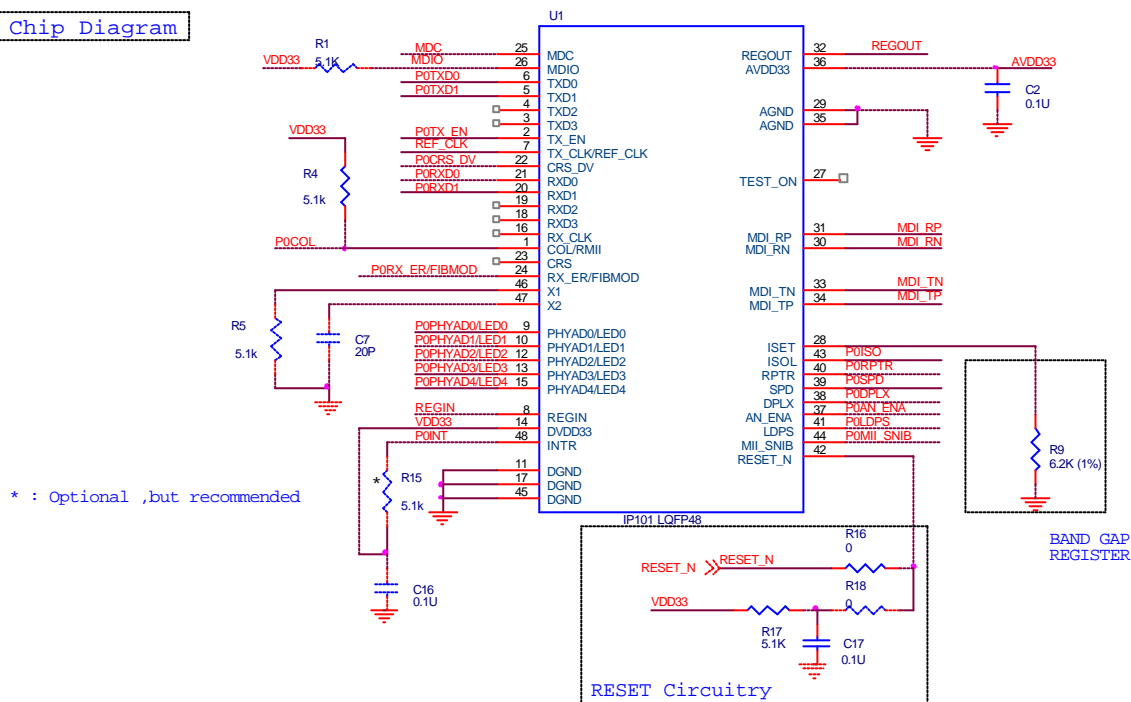 Chip Diagram
U1
R1
5.1K
VDD33
MDC 25 MDC
MDIO 26 MDIO
P0TXD0 6 TXD0
P0TXD1 5 TXD1
4 TXD2
3 TXD3
P0TX_EN 2 TX_EN
REF_CLK 7 TX_CLK/REF_CLK
P0CRS_DV 22 CRS_DV
P0RXD0 21 RXD0
P0RXD1 20 RXD1
19 RXD2
18 RXD3
16 RX_CLK
P0COL 1 COL/RMII
23 CRS
P0RX_ER/FIBMOD 24 RX_ER/FIBMOD
46 X1
47 X2
VDD33
R4
5.1k
R5
5.1k
C7
20P
P0PHYAD0/LED0 9 PHYAD0/LED0
P0PHYAD1/LED1 10 PHYAD1/LED1
P0PHYAD2/LED2 12 PHYAD2/LED2
P0PHYAD3/LED3 13 PHYAD3/LED3
P0PHYAD4/LED4 15 PHYAD4/LED4
REGIN 8 REGIN
VDD33 14 DVDD33
P0INT 48 INTR
11 DGND
17 DGND
45 DGND
* R15
5.1k
* : Optional ,but recommended
C16
0.1U
REGOUT 32 REGOUT
AVDD33 36 AVDD33
C2
0.1U
AGND 29
AGND 35
TEST_ON 27
MDI_RP 31 MDI_RP
MDI_RN 30 MDI_RN
MDI_TN 33 MDI_TN
MDI_TP 34 MDI_TP
ISET 28
ISOL 43 P0ISO
RPTR 40 P0RPTR
SPD 39 P0SPD
DPLX 38 P0DPLX
AN_ENA 37 P0AN_ENA
LDPS 41 P0LDPS
MII_SNIB 44 P0MII_SNIB
RESET_N 42
R9
6.2K (1%)
BAND GAP
REGISTER
IP101 LQFP48
R16
0
RESET_N RESET_N
R18
0
VDD33
R17
5.1K
C17
0.1U
RESET Circuitry